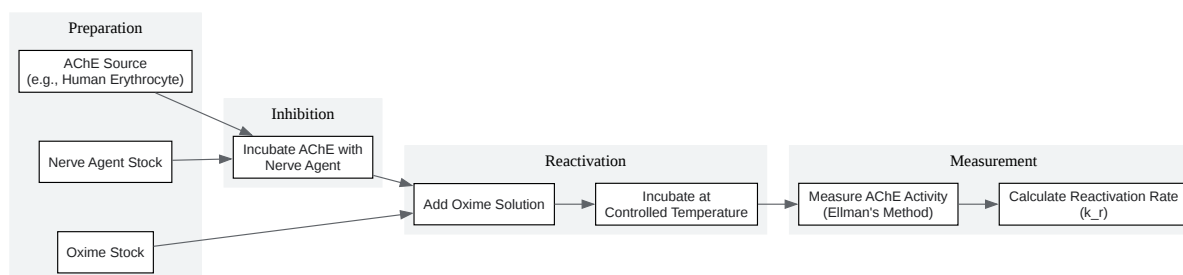 Preparation
AChE Source
(e.g., Human Erythrocyte)
Nerve Agent Stock
Oxime Stock
Inhibition
Incubate AChE with
Nerve Agent
Reactivation
Add Oxime Solution
Incubate at
Controlled Temperature
Measurement
Measure AChE Activity
(Ellman's Method)
Calculate Reactivation Rate
(k_r)